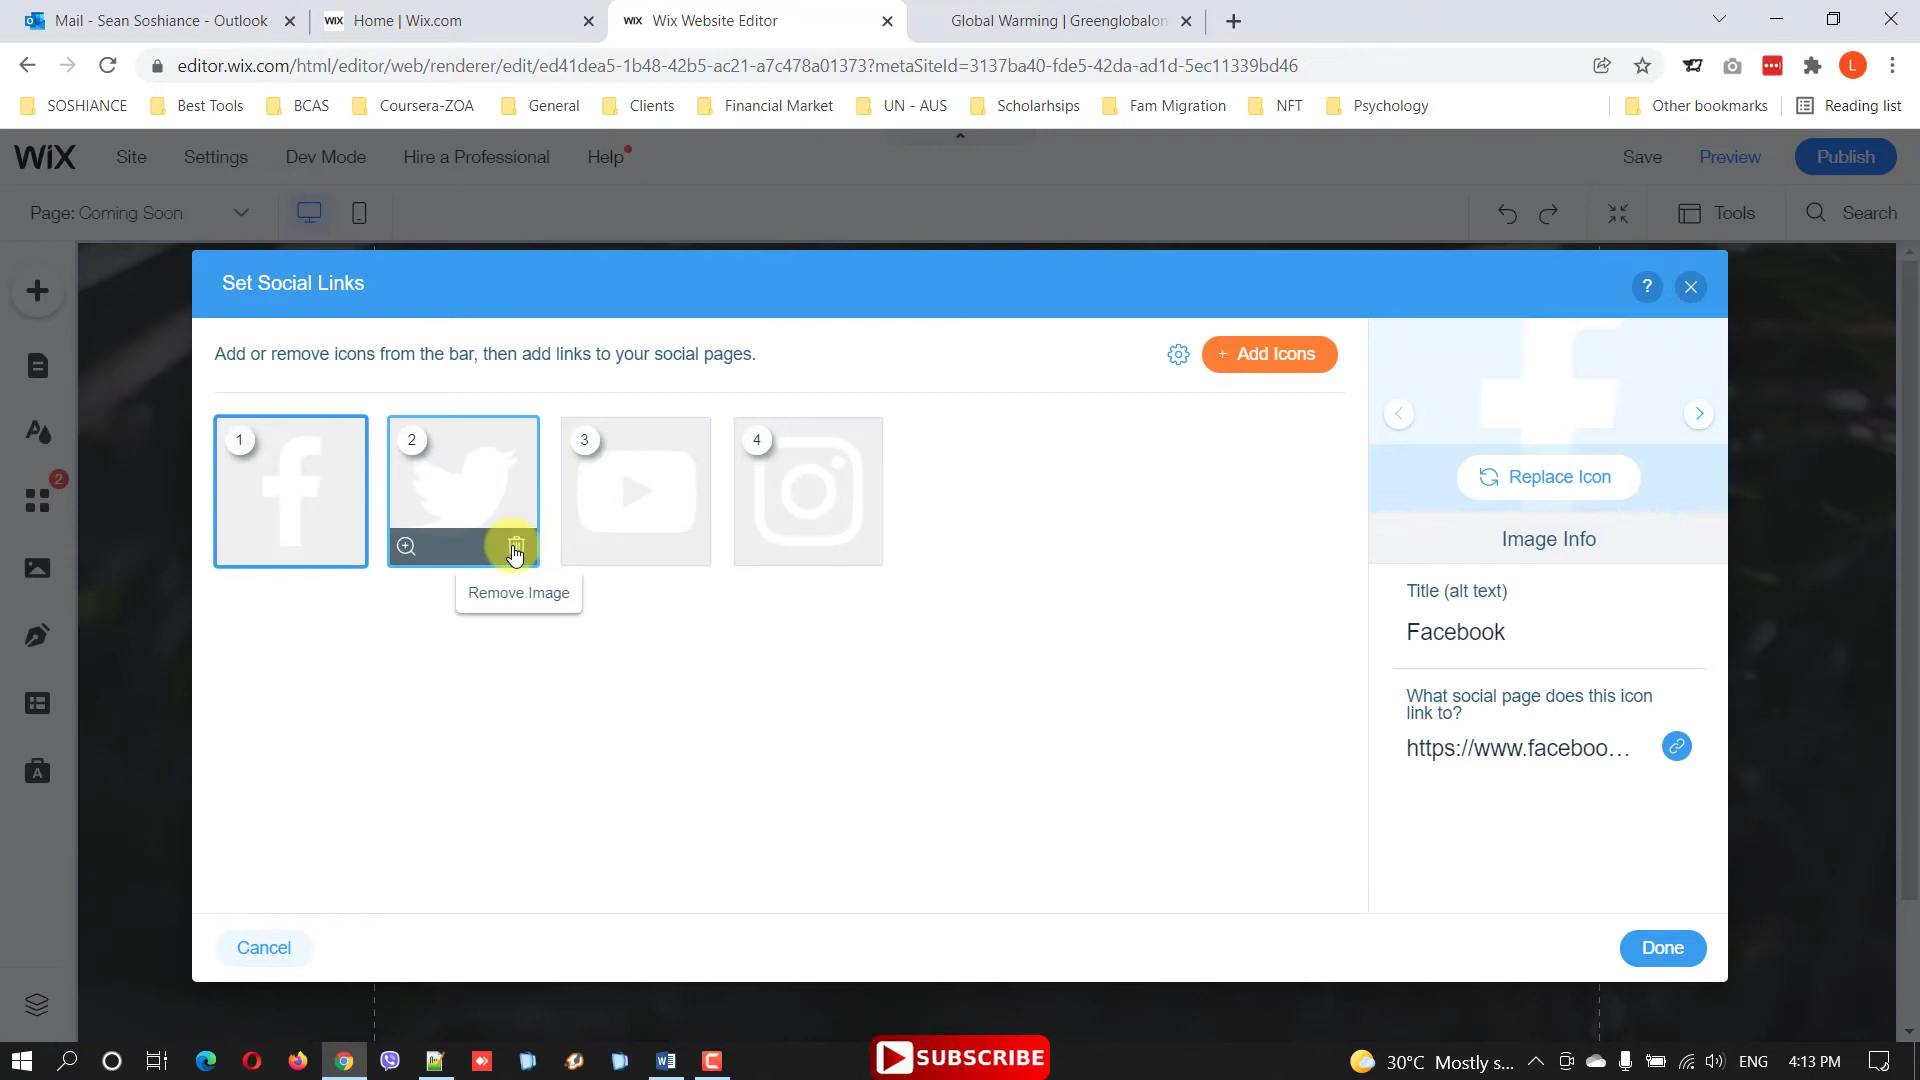 Mail - Sean Soshiance - Outlook
Home | Wix.com
Wix Website Editor
Global Warming | Greenglobalon
editor.wix.com/html/editor/web/renderer/edit/ed41dea5-1b48-42b5-ac21-a7c478a01373?metaSiteId=3137ba40-fde5-42da-ad1d-5ec11339bd46
L
SOSHIANCE Best Tools BCAS Coursera-ZOA General Clients Financial Market UN - AUS Scholarhsips Fam Migration NFT Psychology Other bookmarks Reading list
WIX Site Settings Dev Mode Hire a Professional Help Save Preview Publish
Page: Coming Soon Tools Search
Set Social Links
?
Add or remove icons from the bar, then add links to your social pages.
+ Add Icons
1 2 3 4
2
Remove Image
Replace Icon
Image Info
Title (alt text)
Facebook
What social page does this icon
link to?
https://www.faceboo...
Cancel
Done
SUBSCRIBE
30°C Mostly s...
ENG
4:13 PM